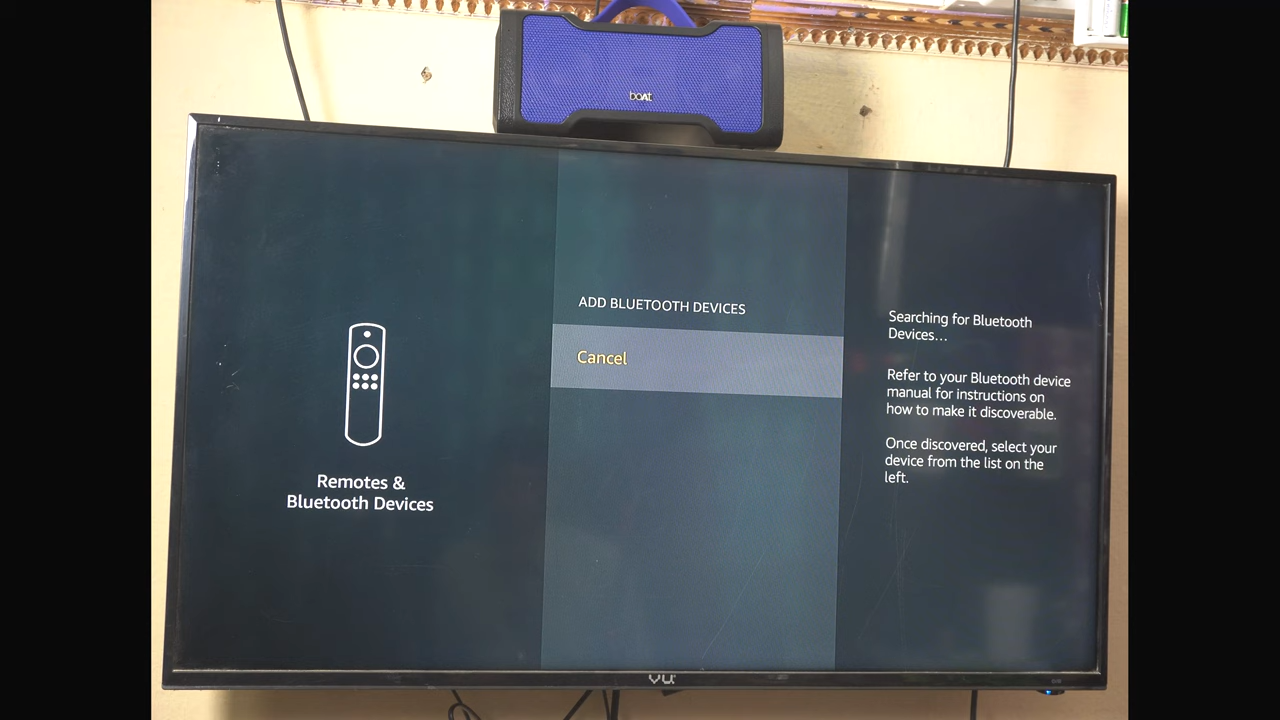 boAt
ADD BLUETOOTH DEVICES
Cancel
Remotes &
Bluetooth Devices
Searching for Bluetooth
Devices…
Refer to your Bluetooth device
manual for instructions on
how to make it discoverable.
Once discovered, select your
device from the list on the
left.
Vu